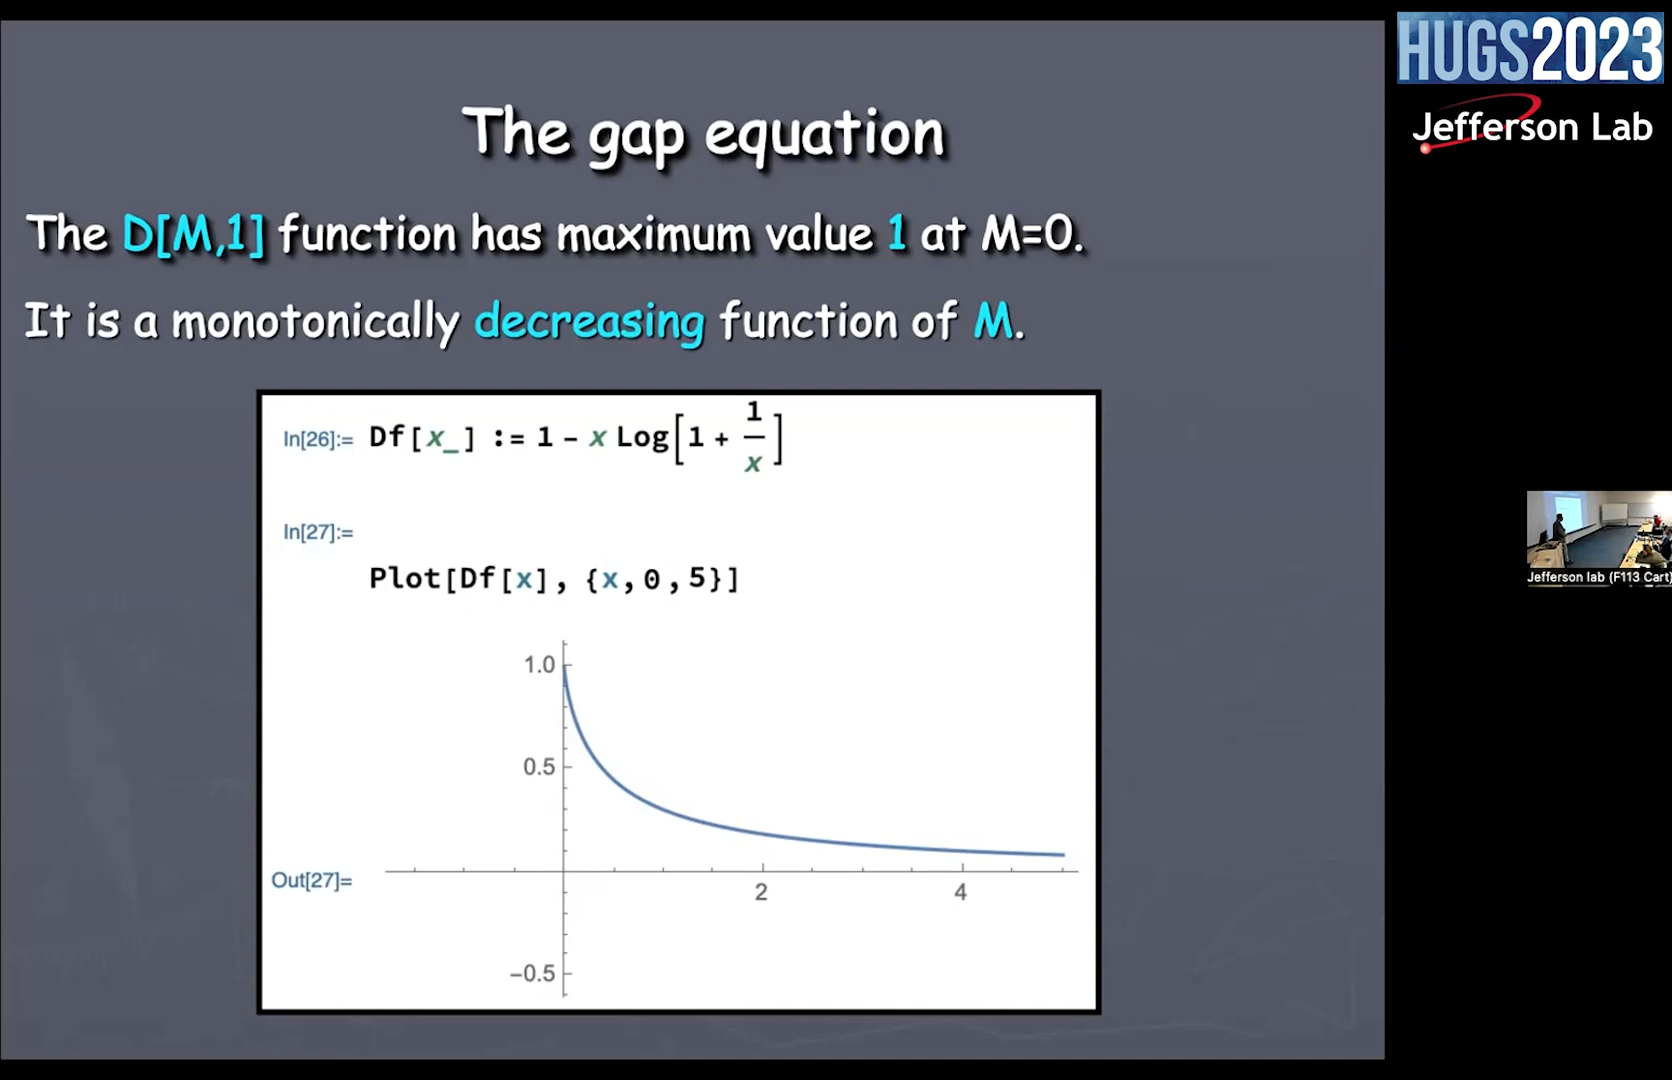 The gap equation
The D[M,1] function has maximum value 1 at M=0.
It is a monotonically decreasing function of M.
In[26]:= Df[x_] := 1 - x Log[1 + 1/x]
In[27]:=
Plot[Df[x], {x, 0, 5}]
1.0
0.5
Out[27]=
2
4
-0.5
HUGS2023
Jefferson Lab
Jefferson lab (F113 Cart)